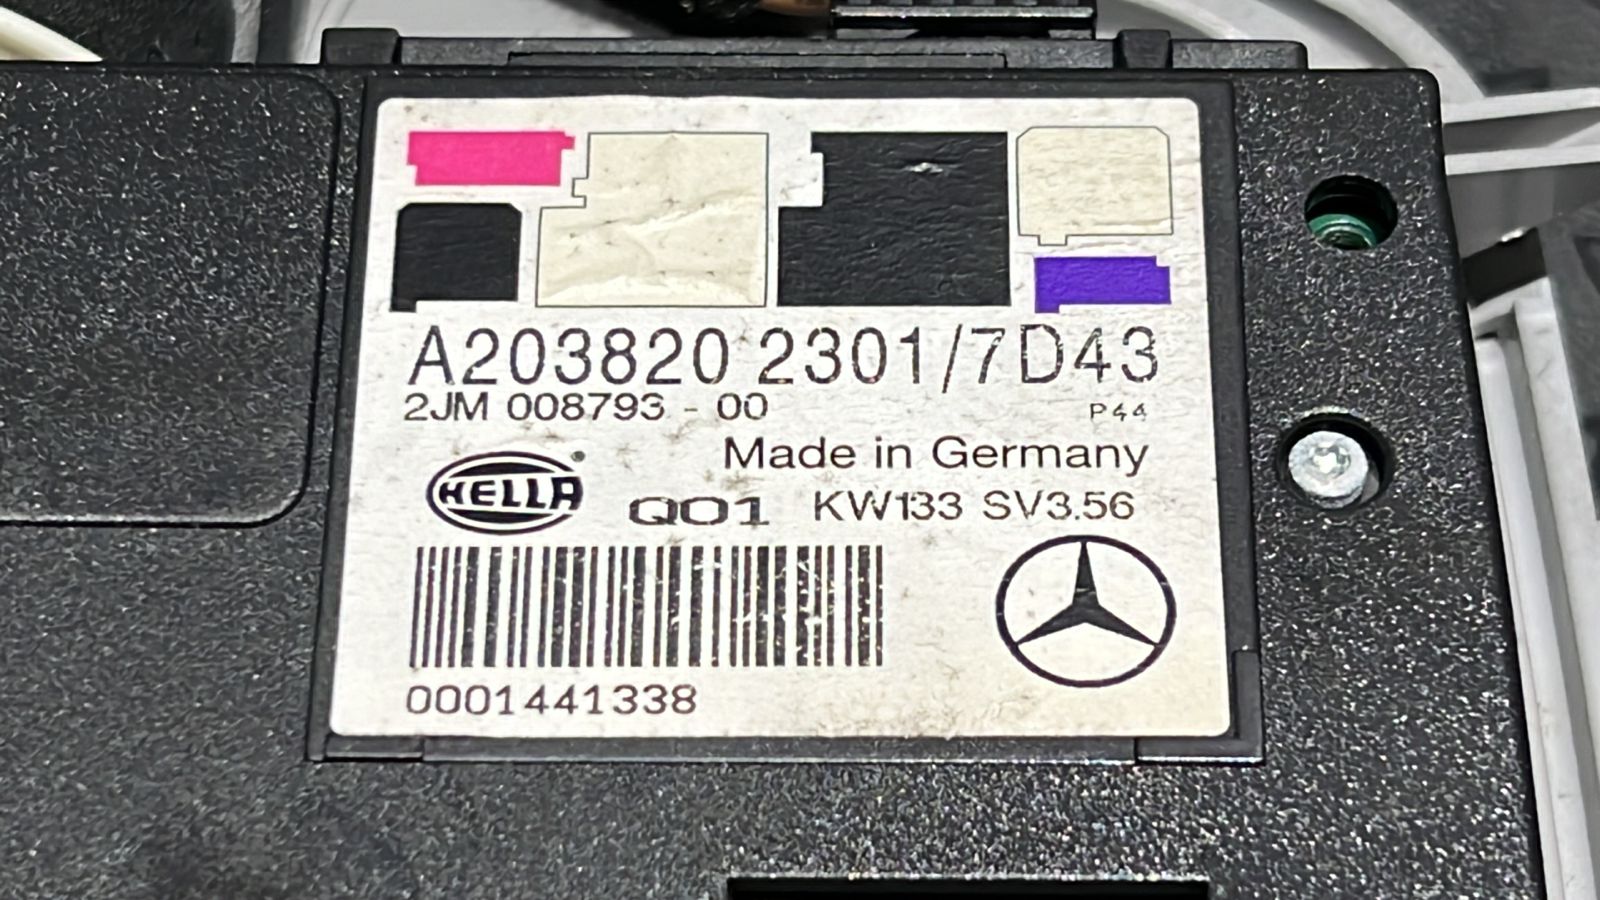 A203820 2301/7D43
2JM 008793 - 00 P44
Made in Germany
HELLA Q01 KW133 SV3.56
0001441338